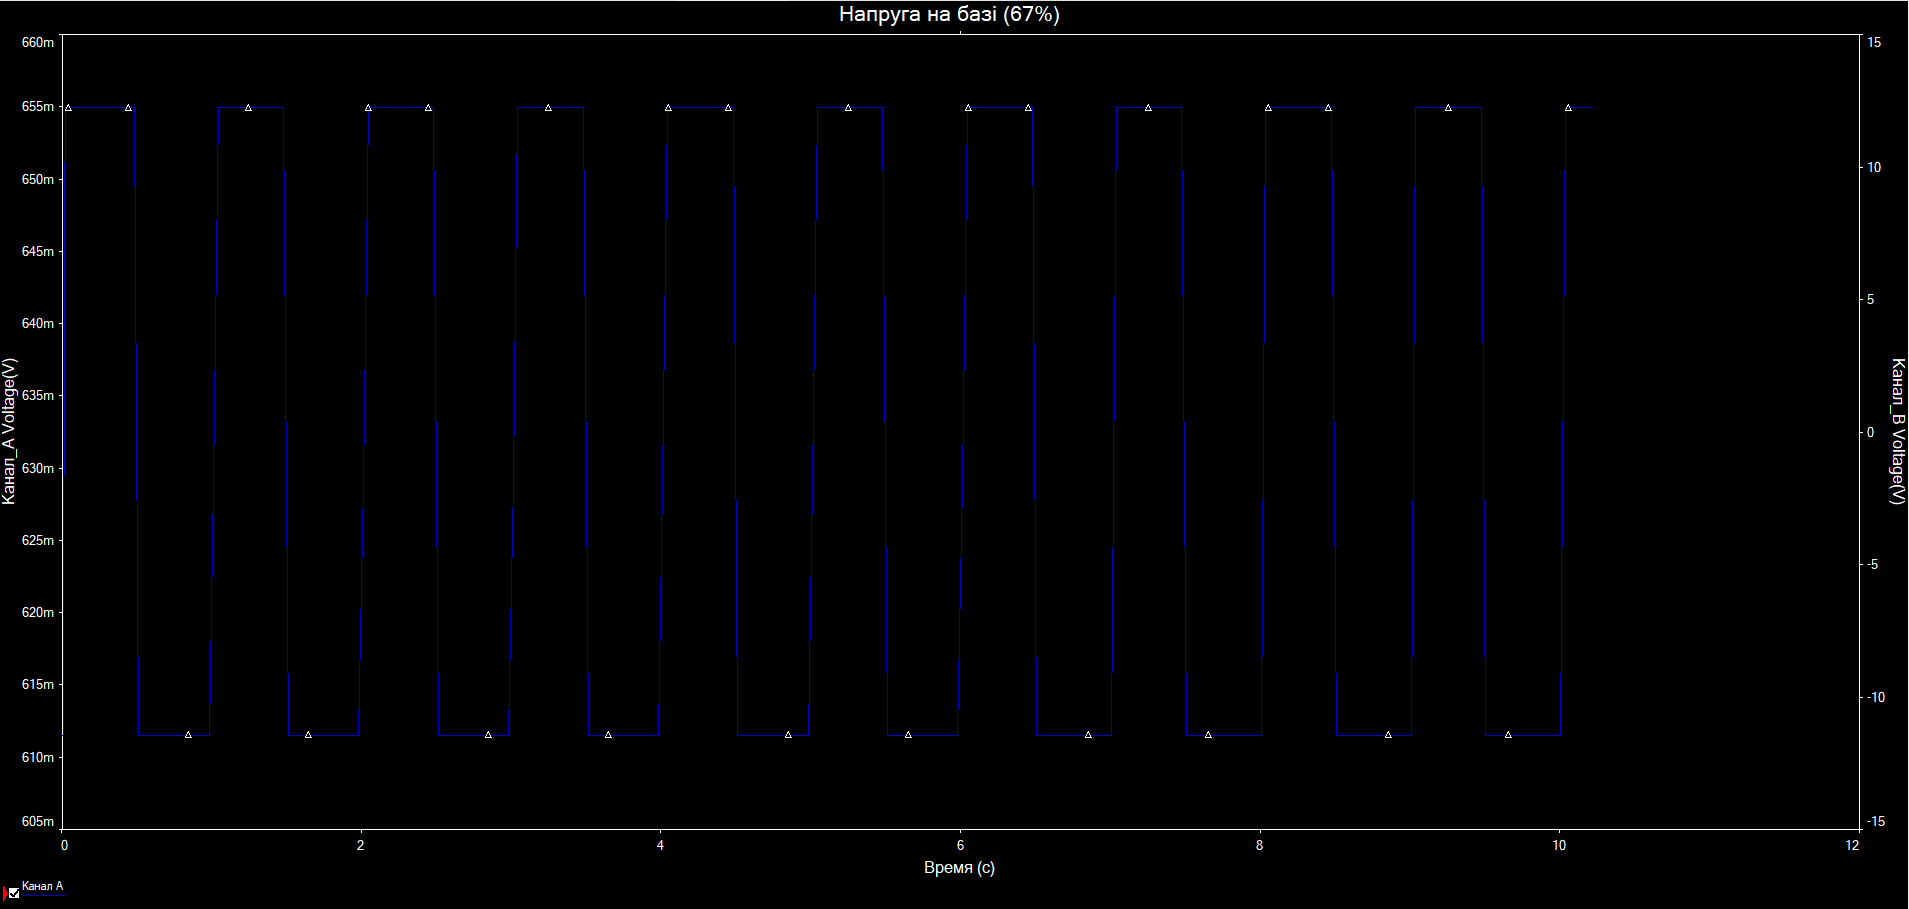 Напруга на базі (67%)
660m
655m
650m
645m
640m
635m
630m
625m
620m
615m
610m
605m
Канал_A Voltage(V)
15
10
5
0
-5
-10
-15
Канал_B Voltage(V)
0 2 4 6 8 10 12
Время (с)
Канал A